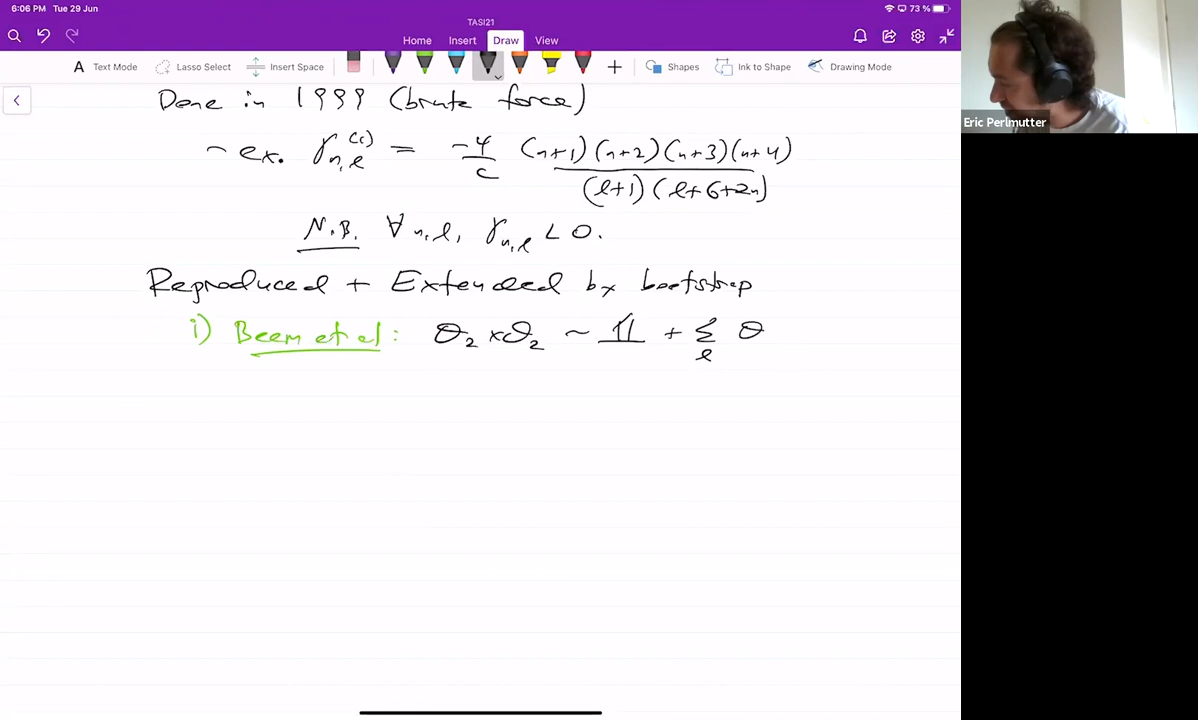 6:06 PM Tue 29 Jun
73 %
TASI21
Home Insert Draw View
Text Mode Lasso Select Insert Space Shapes Ink to Shape Drawing Mode
Done in 1999 (brute force)
~ ex. γ_{n,ℓ}^{(c)} = -4/c (n+1)(n+2)(n+3)(n+4) / (ℓ+1)(ℓ+6+2n)
N.B. ∀ n,ℓ, γ_{n,ℓ} < 0.
Reproduced + Extended by bootstrap
i) Beem et al: O_2 × O_2 ~ 𝟙 + Σ_ℓ O
Eric Perlmutter